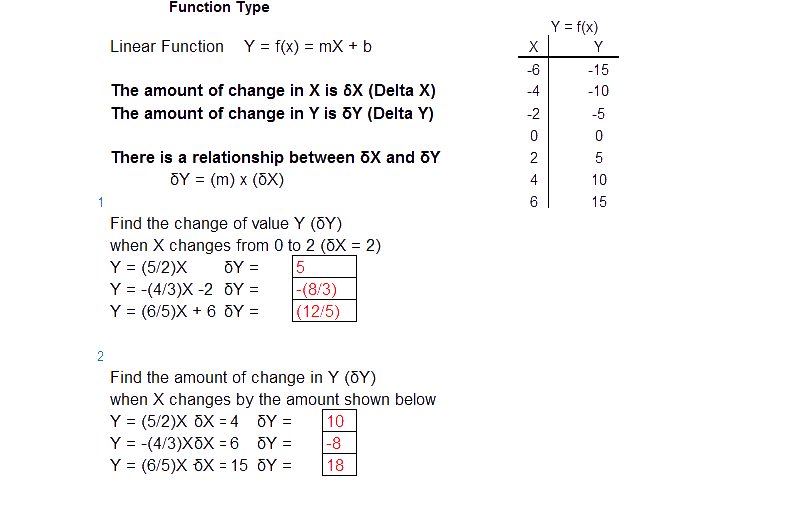 Function Type
Linear Function Y = f(x) = mX + b
The amount of change in X is δX (Delta X)
The amount of change in Y is δY (Delta Y)
There is a relationship between δX and δY
δY = (m) x (δX)
Y = f(x)
X Y
-6 -15
-4 -10
-2 -5
0 0
2 5
4 10
6 15
1
Find the change of value Y (δY)
when X changes from 0 to 2 (δX = 2)
Y = (5/2)X δY = 5
Y = -(4/3)X -2 δY = -(8/3)
Y = (6/5)X + 6 δY = (12/5)
2
Find the amount of change in Y (δY)
when X changes by the amount shown below
Y = (5/2)X δX = 4 δY = 10
Y = -(4/3)XδX = 6 δY = -8
Y = (6/5)X δX = 15 δY = 18